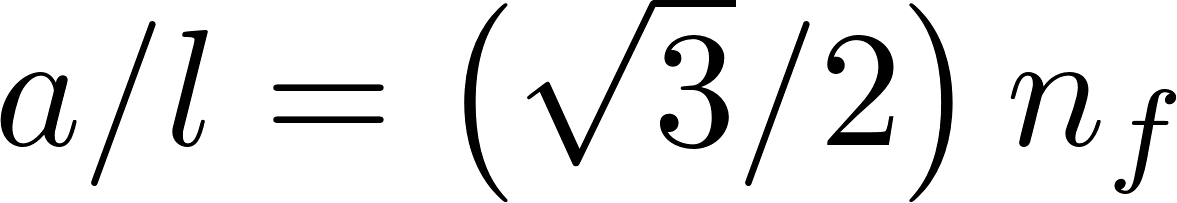 a/l = (√3/2) n_f